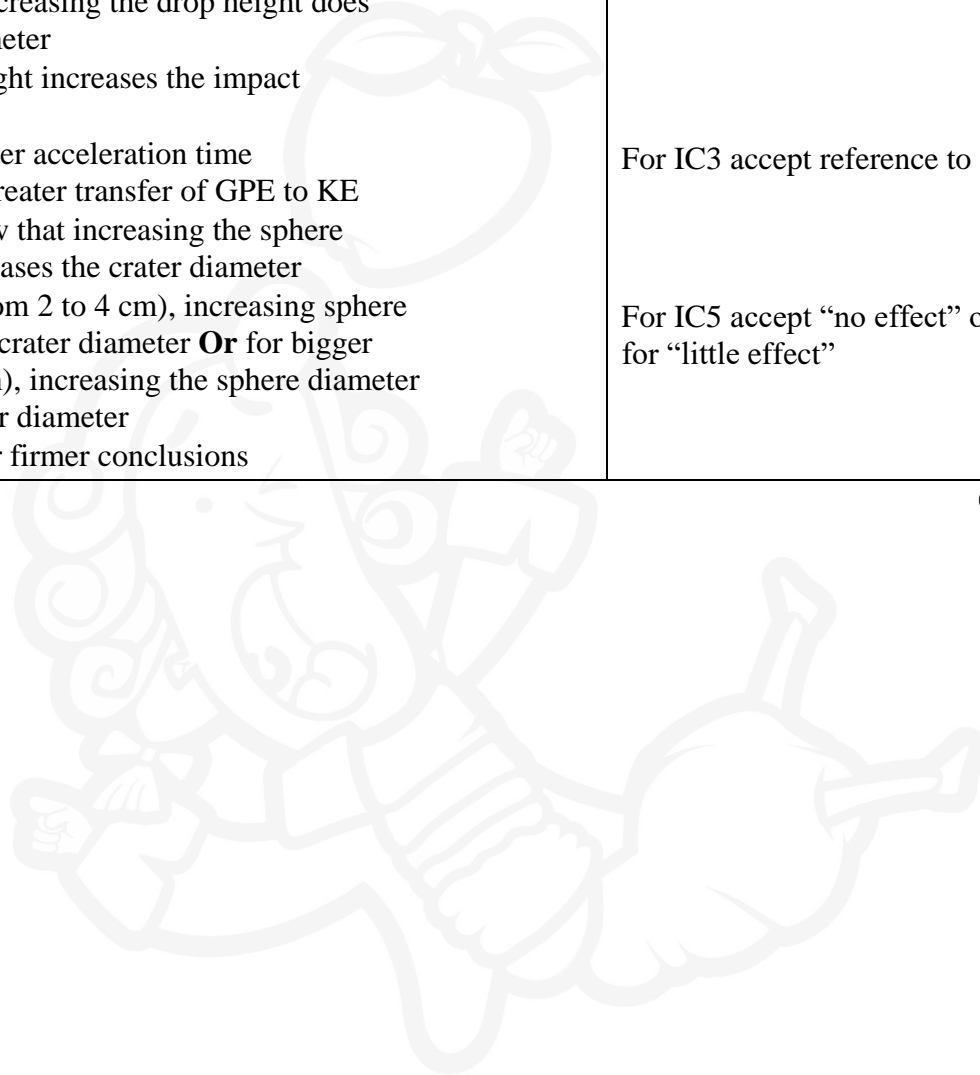 creasing the drop height does
eter
ght increases the impact
er acceleration time
reater transfer of GPE to KE
that increasing the sphere
ases the crater diameter
om 2 to 4 cm), increasing sphere
crater diameter Or for bigger
), increasing the sphere diameter
r diameter
firmer conclusions
For IC3 accept reference to
For IC5 accept “no effect” o
for “little effect”